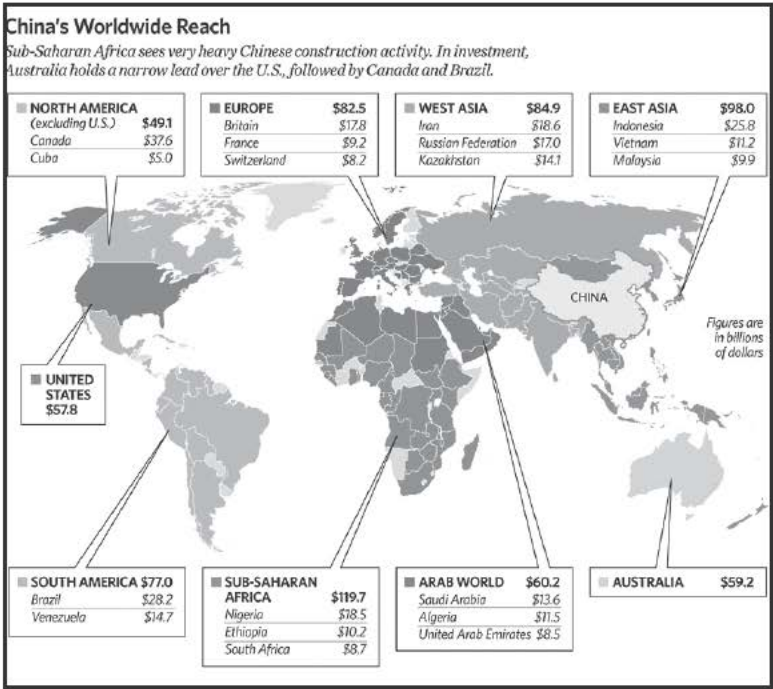 China's Worldwide Reach
Sub-Saharan Africa sees very heavy Chinese construction activity. In investment,
Australia holds a narrow lead over the U.S., followed by Canada and Brazil.
NORTH AMERICA
(excluding U.S.) $49.1
Canada $37.6
Cuba $5.0
EUROPE $82.5
Britain $17.8
France $9.2
Switzerland $8.2
WEST ASIA $84.9
Iran $18.6
Russian Federation $17.0
Kazakhstan $14.1
EAST ASIA $98.0
Indonesia $25.8
Vietnam $11.2
Malaysia $9.9
CHINA
Figures are
in billions
of dollars
UNITED
STATES
$57.8
SOUTH AMERICA $77.0
Brazil $28.2
Venezuela $14.7
SUB-SAHARAN
AFRICA $119.7
Nigeria $18.5
Ethiopia $10.2
South Africa $8.7
ARAB WORLD $60.2
Saudi Arabia $13.6
Algeria $11.5
United Arab Emirates $8.5
AUSTRALIA $59.2